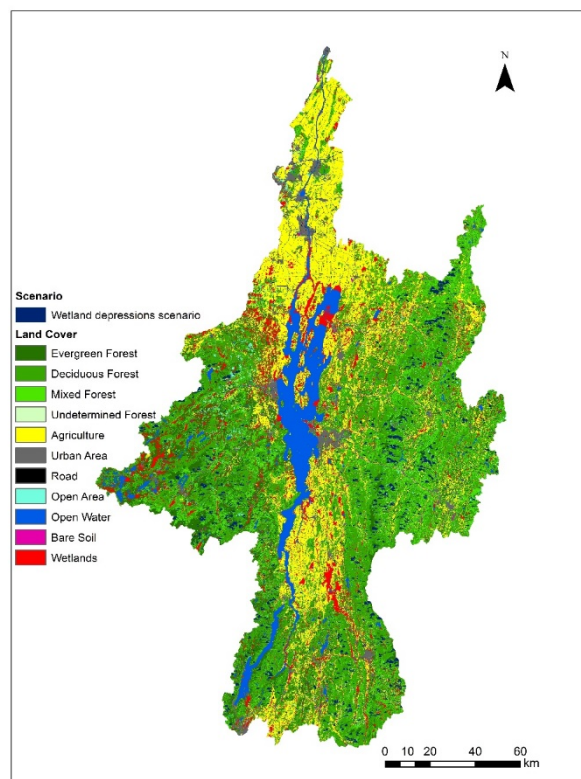 N
Scenario
Wetland depressions scenario
Land Cover
Evergreen Forest
Deciduous Forest
Mixed Forest
Undetermined Forest
Agriculture
Urban Area
Road
Open Area
Open Water
Bare Soil
Wetlands
0 10 20 40 60
km